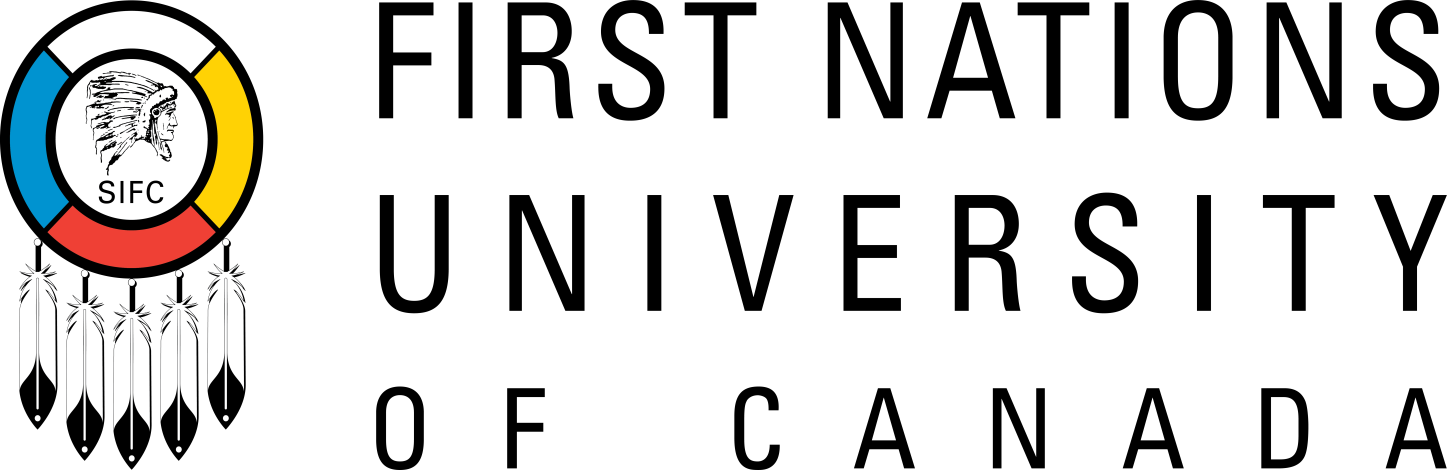 SIFC
FIRST NATIONS
UNIVERSITY
OF CANADA